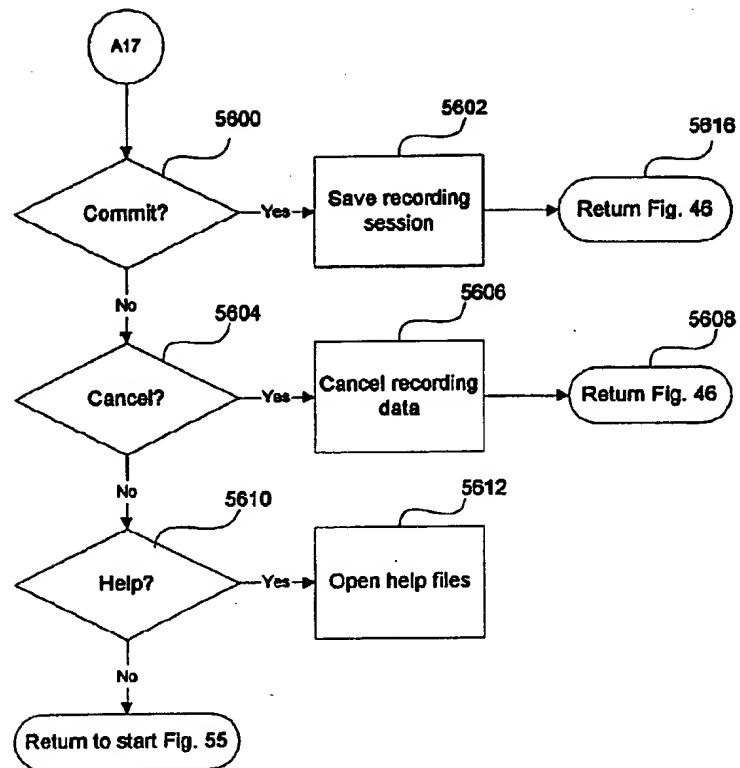 A17
5600
5602
5616
Commit?
Yes
Save recording
session
Return Fig. 46
No
5604
5606
5608
Cancel?
Yes
Cancel recording
data
Return Fig. 46
No
5610
5612
Help?
Yes
Open help files
No
Return to start Fig. 55